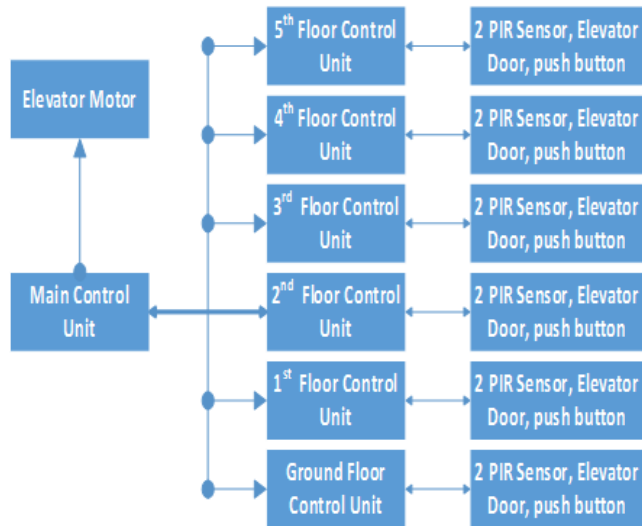 5th Floor Control
Unit
2 PIR Sensor, Elevator
Door, push button
Elevator Motor
4th Floor Control
Unit
2 PIR Sensor, Elevator
Door, push button
3rd Floor Control
Unit
2 PIR Sensor, Elevator
Door, push button
Main Control
Unit
2nd Floor Control
Unit
2 PIR Sensor, Elevator
Door, push button
1st Floor Control
Unit
2 PIR Sensor, Elevator
Door, push button
Ground Floor
Control Unit
2 PIR Sensor, Elevator
Door, push button